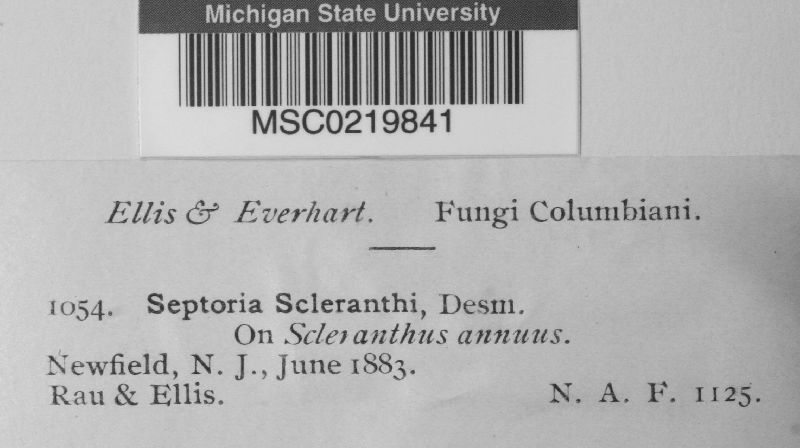 Michigan State University
MSC0219841
Ellis & Everhart. Fungi Columbiani.
1054. Septoria Scleranthi, Desm.
On Scleranthus annuus.
Newfield, N. J., June 1883.
Rau & Ellis. N. A. F. 1125.